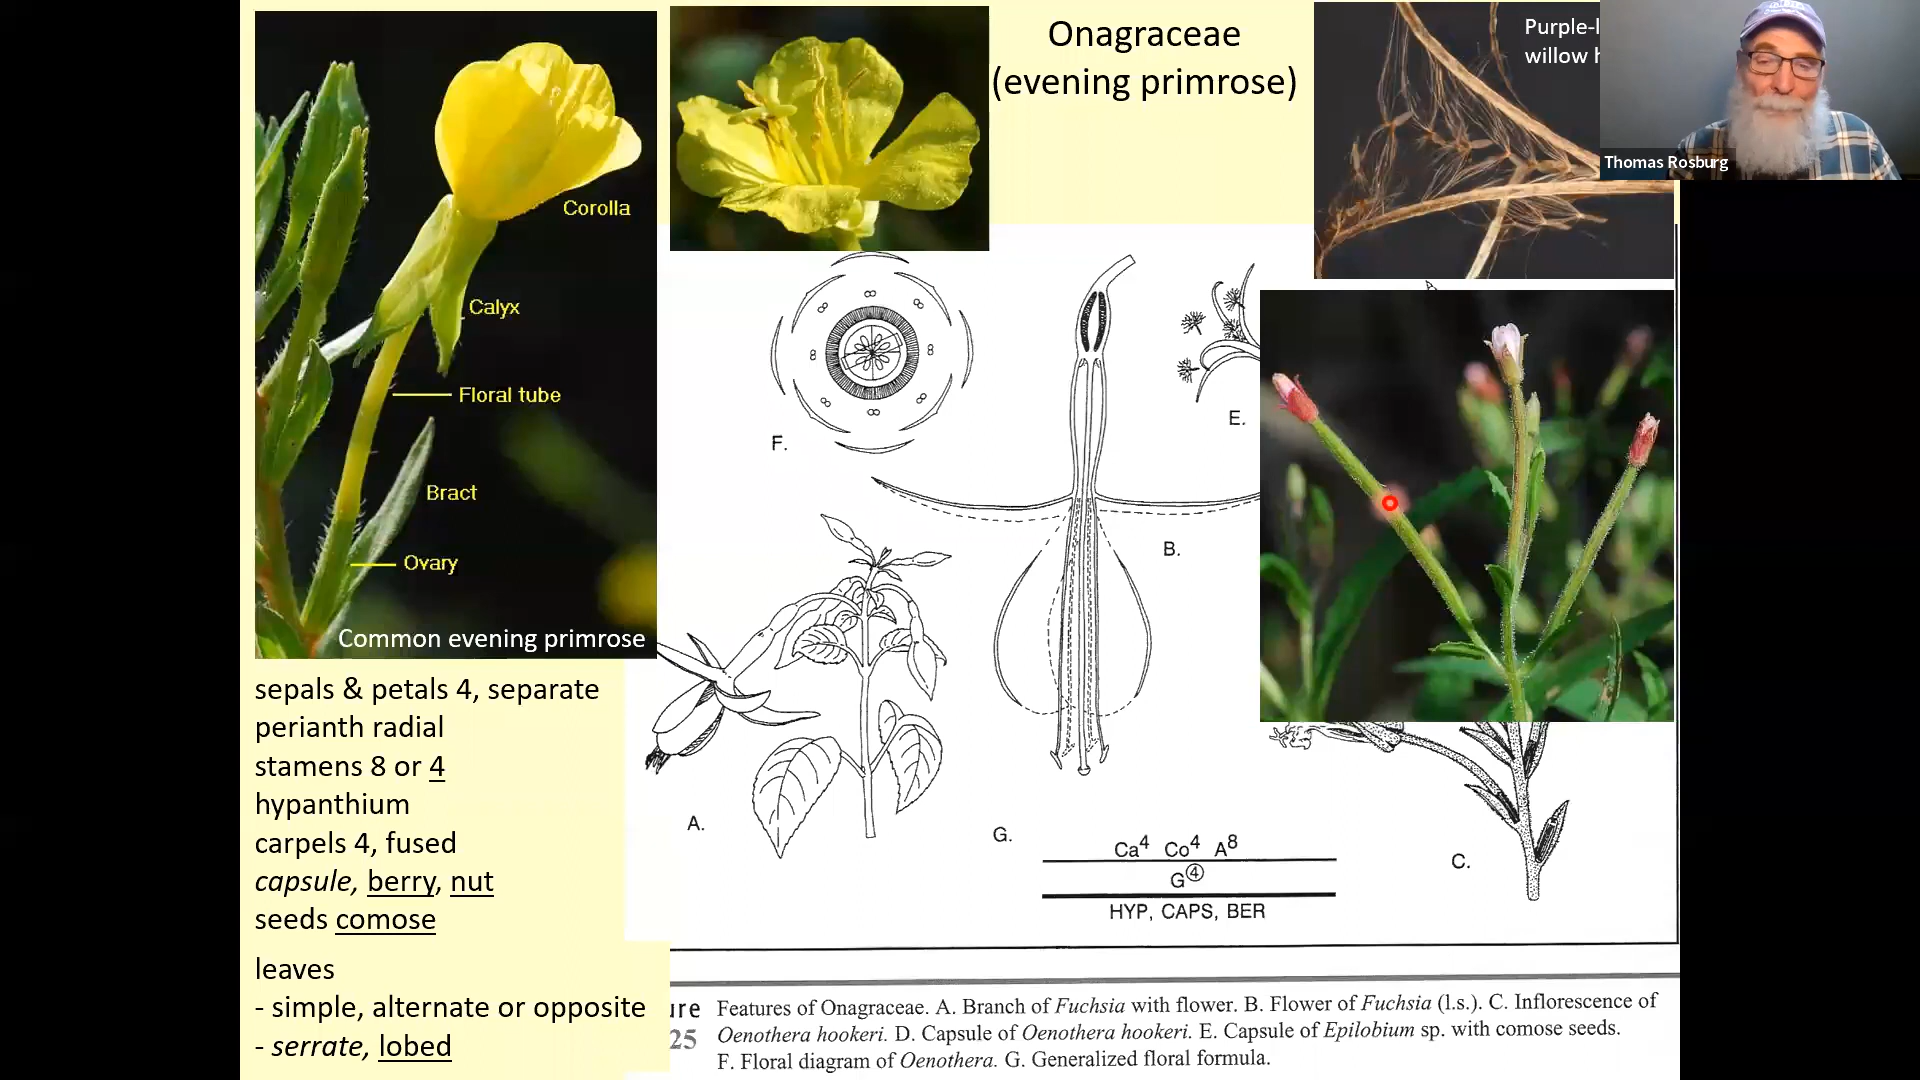 Onagraceae
(evening primrose)
Purple-l
willow h
Thomas Rosburg
Corolla
Calyx
Floral tube
Bract
Ovary
Common evening primrose
F.
E.
B.
A.
G.
C.
Ca4 Co4 A8
G④
HYP, CAPS, BER
sepals & petals 4, separate
perianth radial
stamens 8 or 4
hypanthium
carpels 4, fused
capsule, berry, nut
seeds comose
leaves
- simple, alternate or opposite
- serrate, lobed
ure
25
Features of Onagraceae. A. Branch of Fuchsia with flower. B. Flower of Fuchsia (l.s.). C. Inflorescence of
Oenothera hookeri. D. Capsule of Oenothera hookeri. E. Capsule of Epilobium sp. with comose seeds.
F. Floral diagram of Oenothera. G. Generalized floral formula.